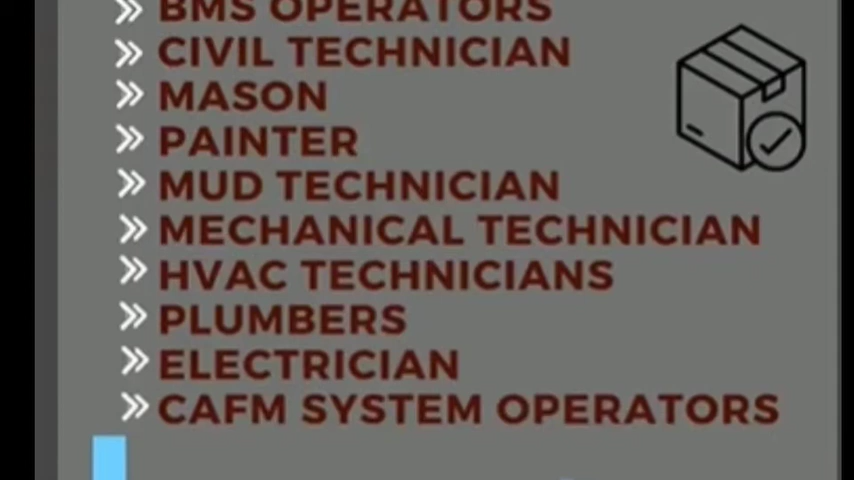 BMS OPERATORS
CIVIL TECHNICIAN
MASON
PAINTER
MUD TECHNICIAN
MECHANICAL TECHNICIAN
HVAC TECHNICIANS
PLUMBERS
ELECTRICIAN
CAFM SYSTEM OPERATORS